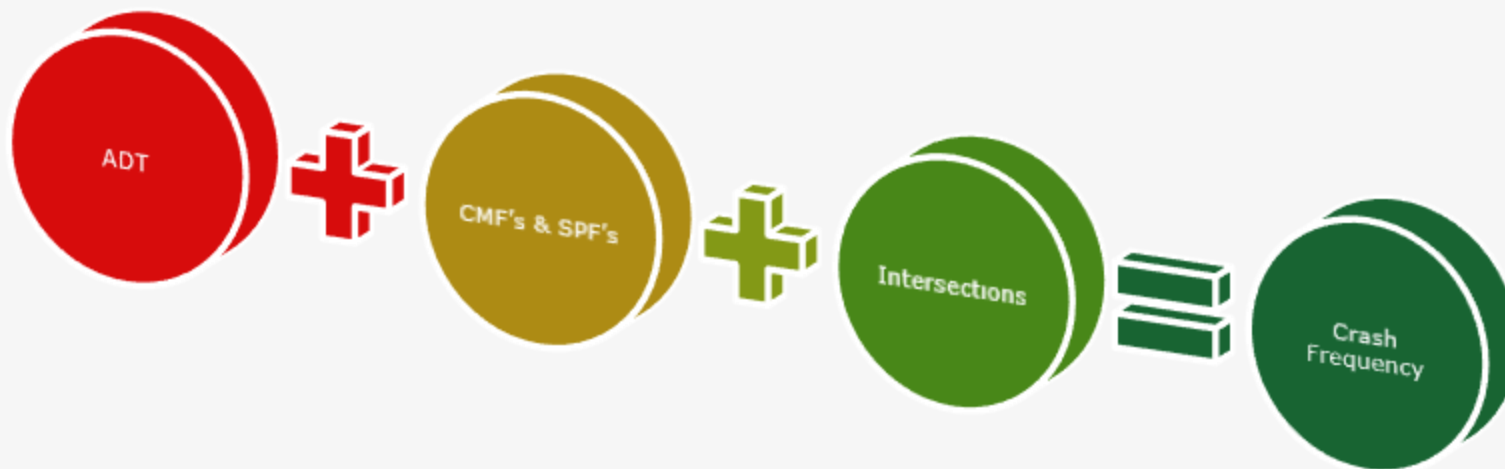 ADT
CMF's & SPF's
Intersections
Crash
Frequency